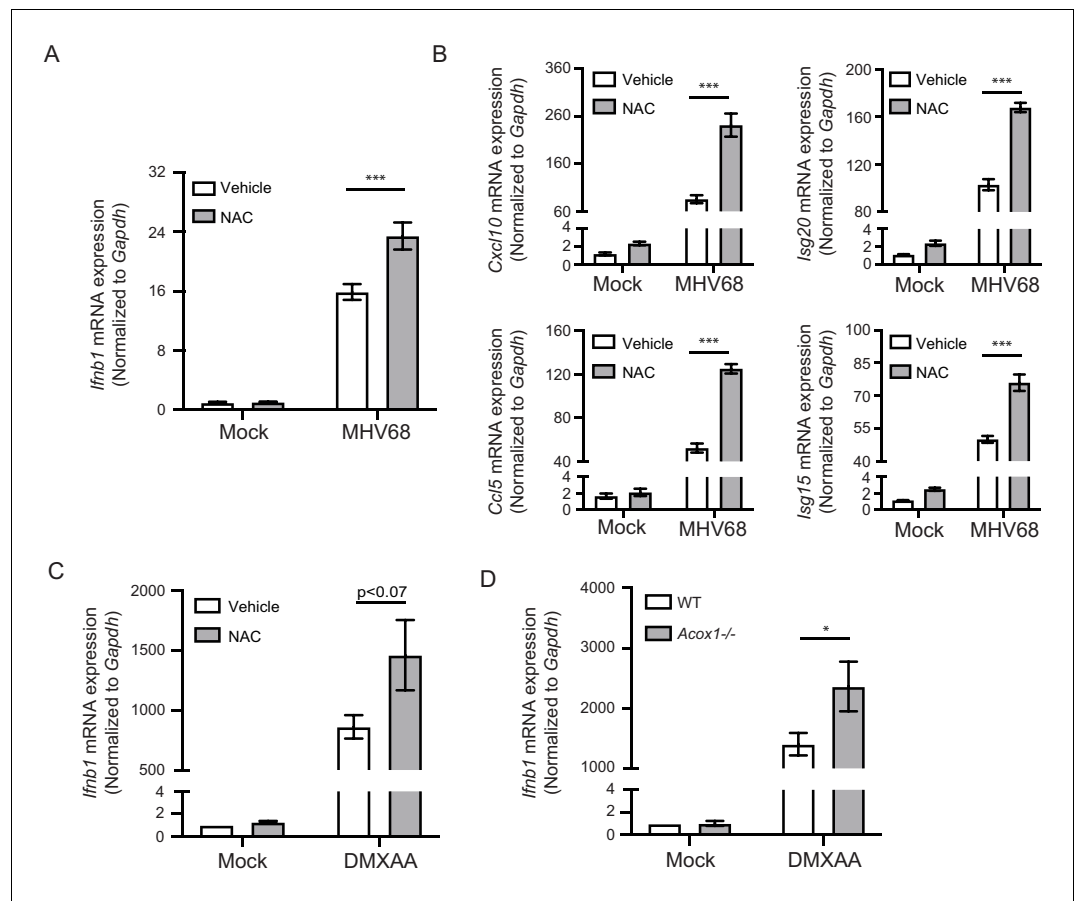 A
Ifnb1 mRNA expression
(Normalized to Gapdh)
32
24
16
8
0
Vehicle
NAC
***
Mock
MHV68
B
Cxcl10 mRNA expression
(Normalized to Gapdh)
360
260
160
60
4
2
0
Vehicle
NAC
***
Mock
MHV68
Isg20 mRNA expression
(Normalized to Gapdh)
200
160
120
80
4
2
0
Vehicle
NAC
***
Mock
MHV68
Ccl5 mRNA expression
(Normalized to Gapdh)
160
120
80
40
4
2
0
Vehicle
NAC
***
Mock
MHV68
Isg15 mRNA expression
(Normalized to Gapdh)
100
85
70
55
40
4
2
0
Vehicle
NAC
***
Mock
MHV68
C
Ifnb1 mRNA expression
(Normalized to Gapdh)
2000
1500
1000
500
4
2
0
Vehicle
NAC
p<0.07
Mock
DMXAA
D
Ifnb1 mRNA expression
(Normalized to Gapdh)
4000
3000
2000
1000
4
2
0
WT
Acox1-/-
*
Mock
DMXAA